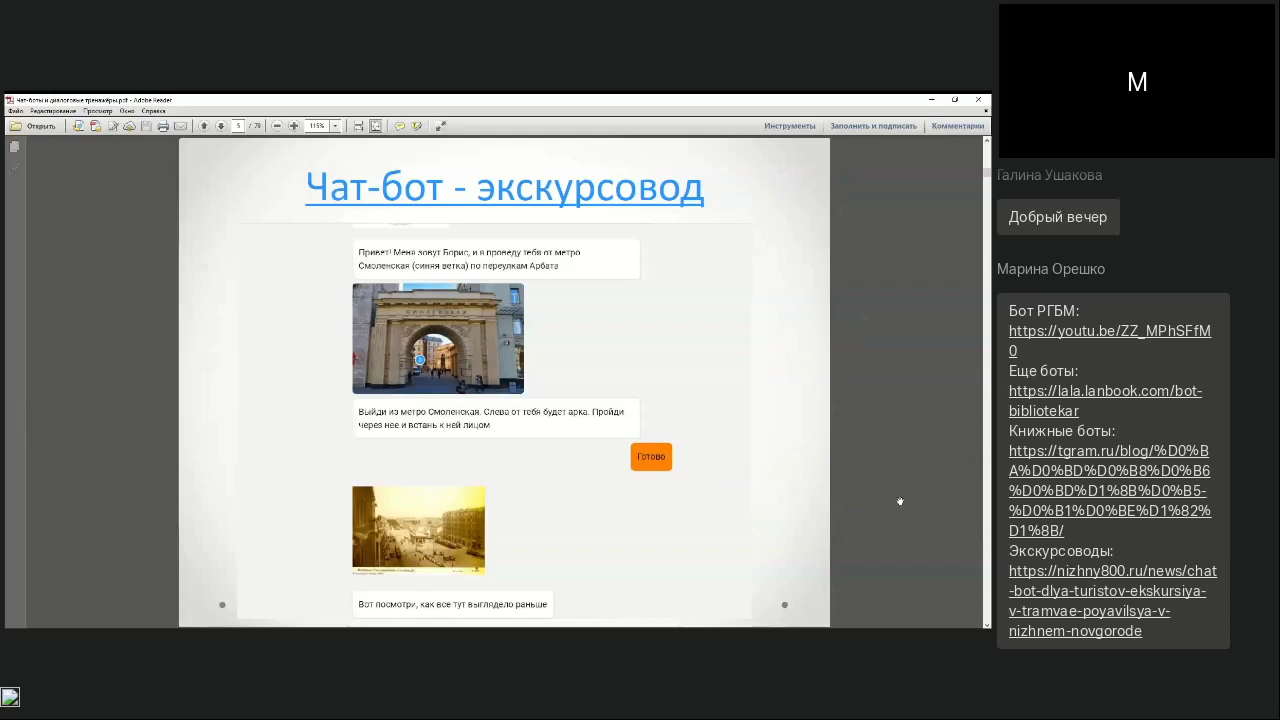 Чат-боты и диалоговые тренажёры.pdf - Adobe Reader
Файл Редактирование Просмотр Окно Справка
Открыть 5 / 70 115% Инструменты Заполнить и подписать Комментарии
Чат-бот - экскурсовод
Привет! Меня зовут Борис, и я проведу тебя от метро
Смоленская (синяя ветка) по переулкам Арбата
Выйди из метро Смоленская. Слева от тебя будет арка. Пройди
через нее и встань к ней лицом
Готово
Вот посмотри, как все тут выглядело раньше
М
Галина Ушакова
Добрый вечер
Марина Орешко
Бот РГБМ:
https://youtu.be/ZZ_MPhSFfM
0
Еще боты:
https://lala.lanbook.com/bot-
bibliotekar
Книжные боты:
https://tgram.ru/blog/%D0%B
A%D0%BD%D0%B8%D0%B6
%D0%BD%D1%8B%D0%B5-
%D0%B1%D0%BE%D1%82%
D1%8B/
Экскурсоводы:
https://nizhny800.ru/news/chat
-bot-dlya-turistov-ekskursiya-
v-tramvae-poyavilsya-v-
nizhnem-novgorode